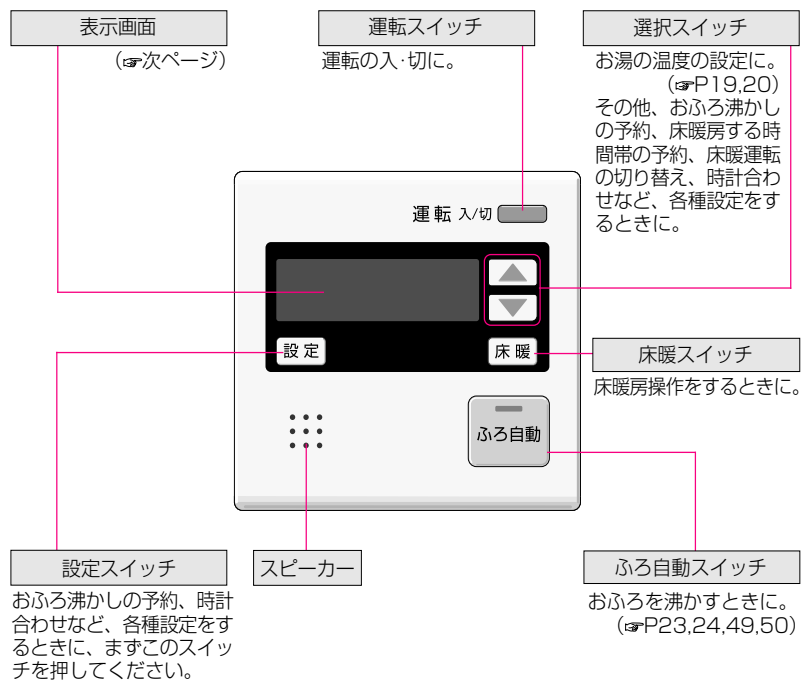 表示画面
(☞次ページ)
運転スイッチ
運転の入・切に。
選択スイッチ
お湯の温度の設定に。
(☞P19,20)
その他、おふろ沸かし
の予約、床暖房する時
間帯の予約、床暖運転
の切り替え、時計合わ
せなど、各種設定をす
るときに。
運転 入/切
設定
床暖
ふろ自動
床暖スイッチ
床暖房操作をするときに。
設定スイッチ
おふろ沸かしの予約、時計
合わせなど、各種設定をす
るときに、まずこのスイッ
チを押してください。
スピーカー
ふろ自動スイッチ
おふろを沸かすときに。
(☞P23,24,49,50)